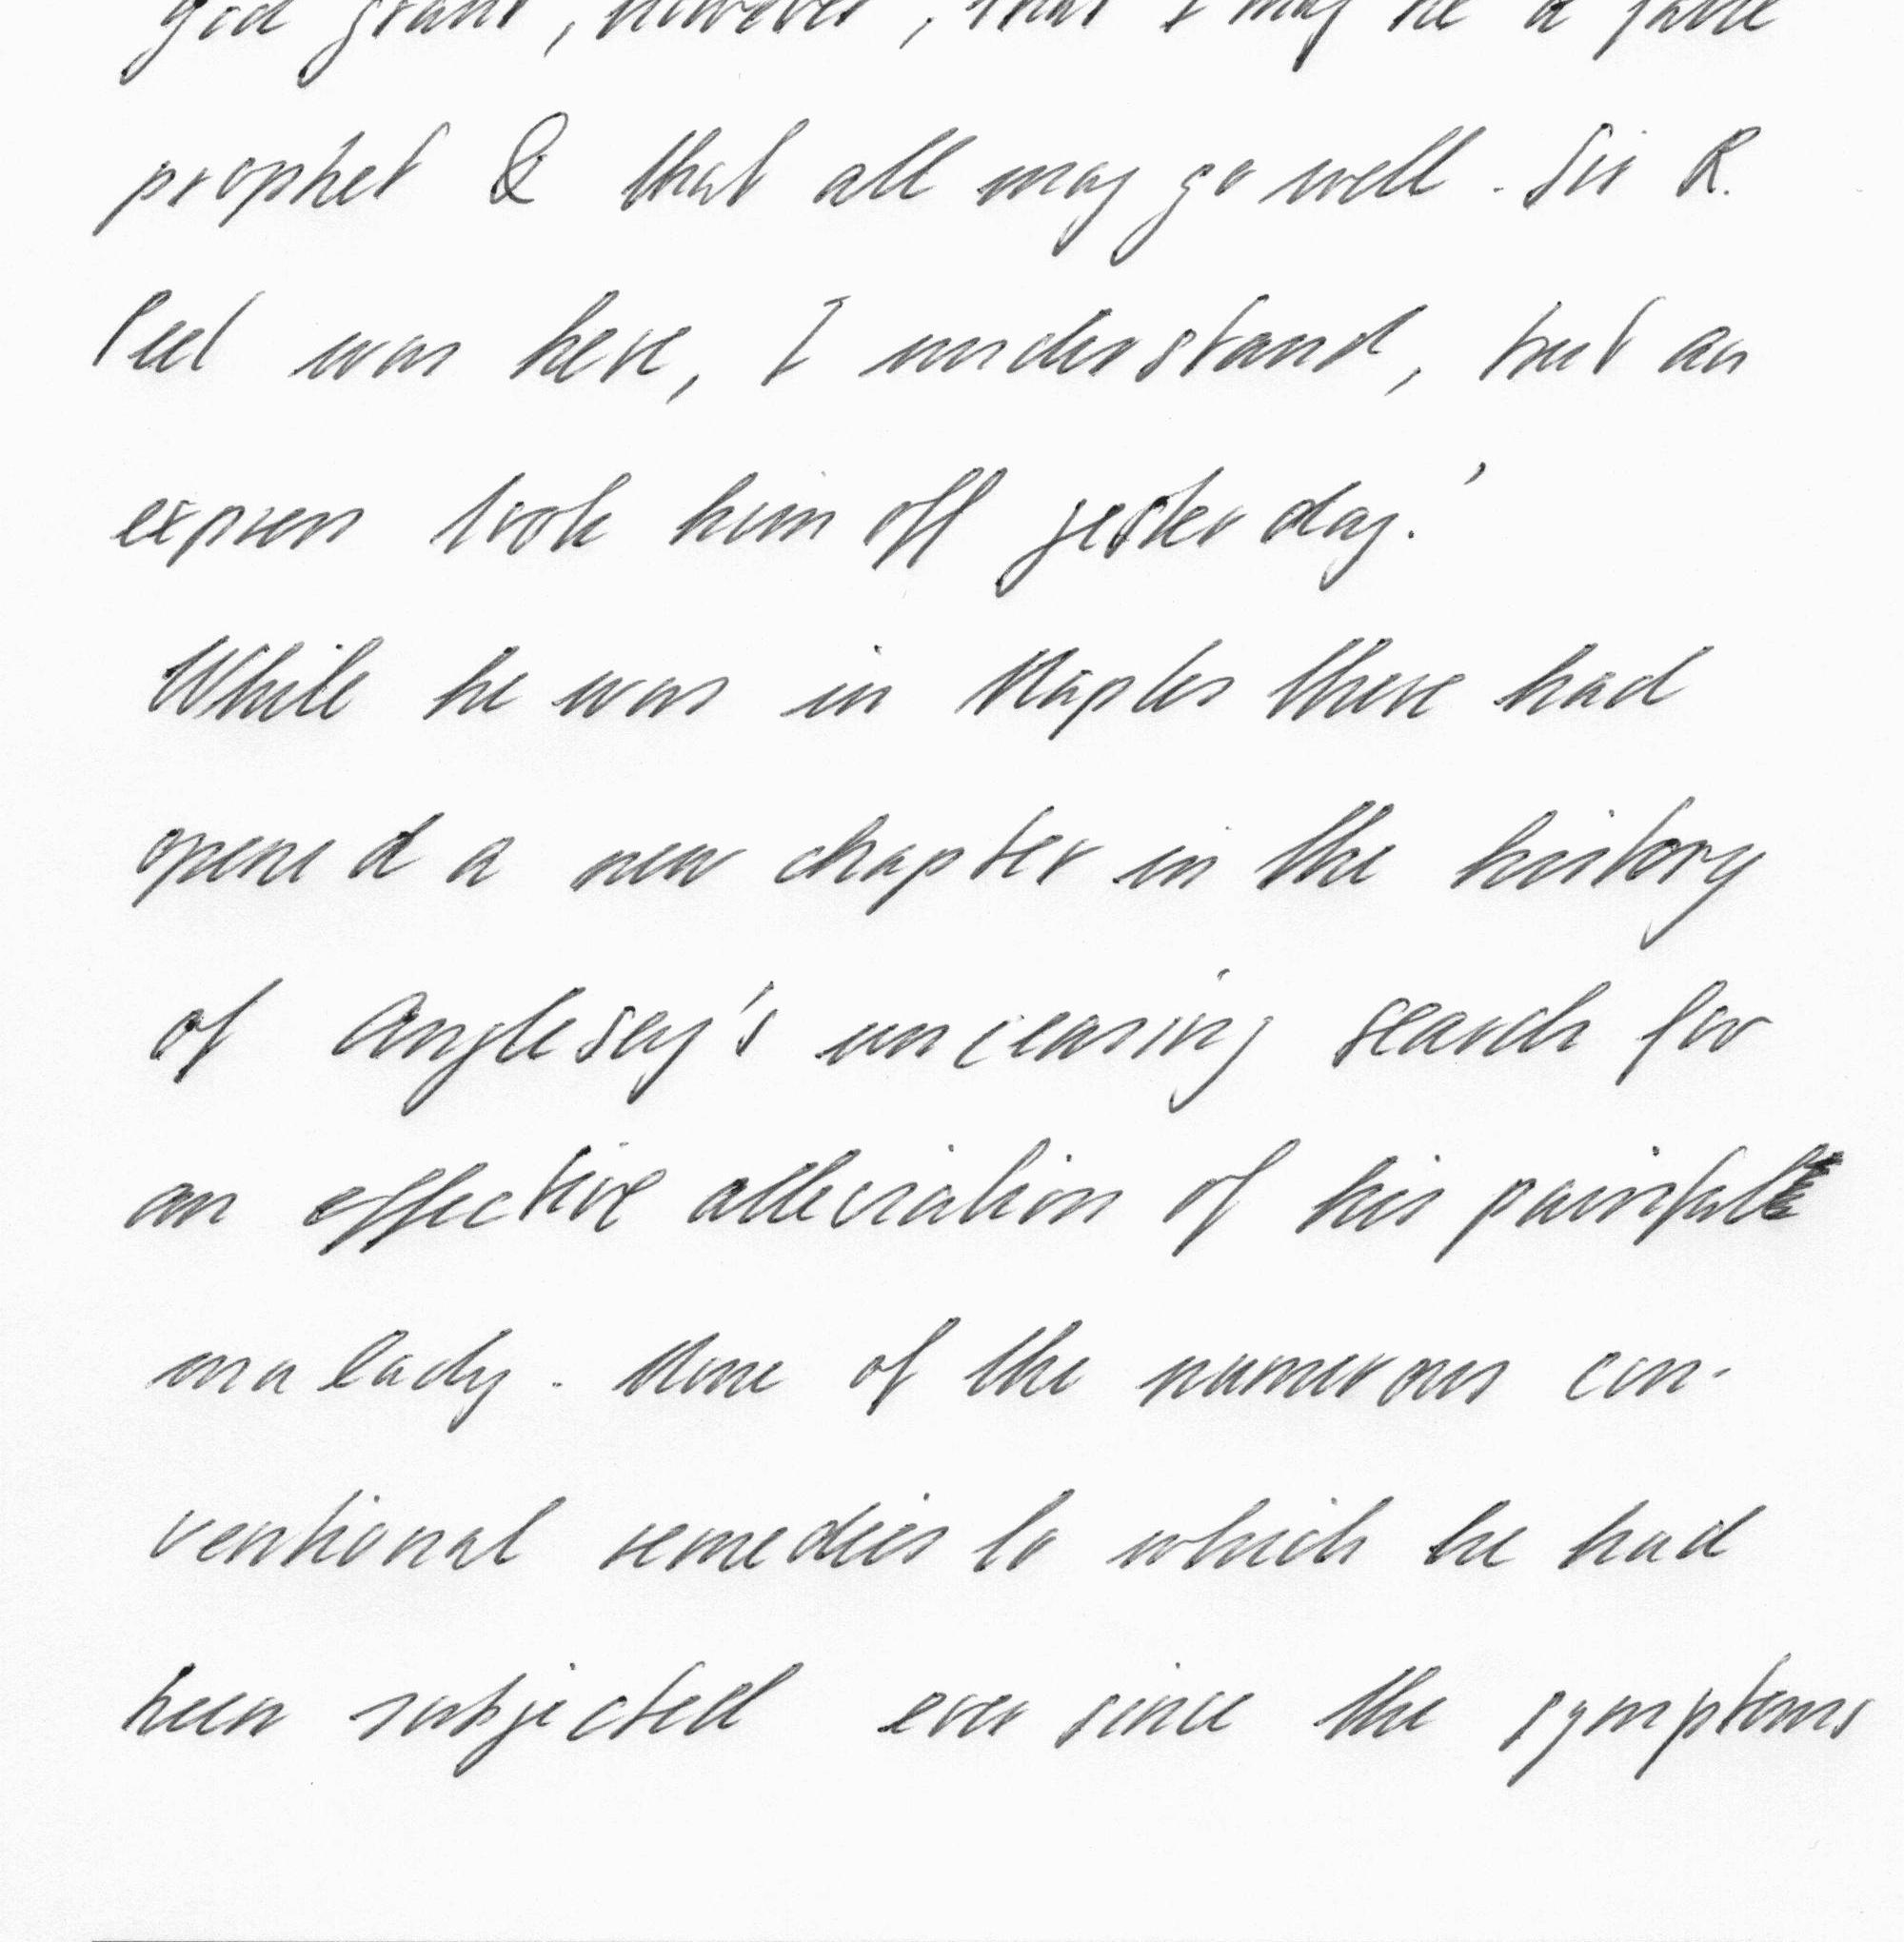 god grant, however, that I may be a false
prophet & that all may go well. Sir R.
Peel was here, I understand, but an
express took him off yesterday.'
While he was in Naples there had
opened a new chapter in the history
of Anglesey's unceasing search for
an effective alleviation of his painful
malady. None of the numerous con-
ventional remedies to which he had
been subjected ever since the symptoms